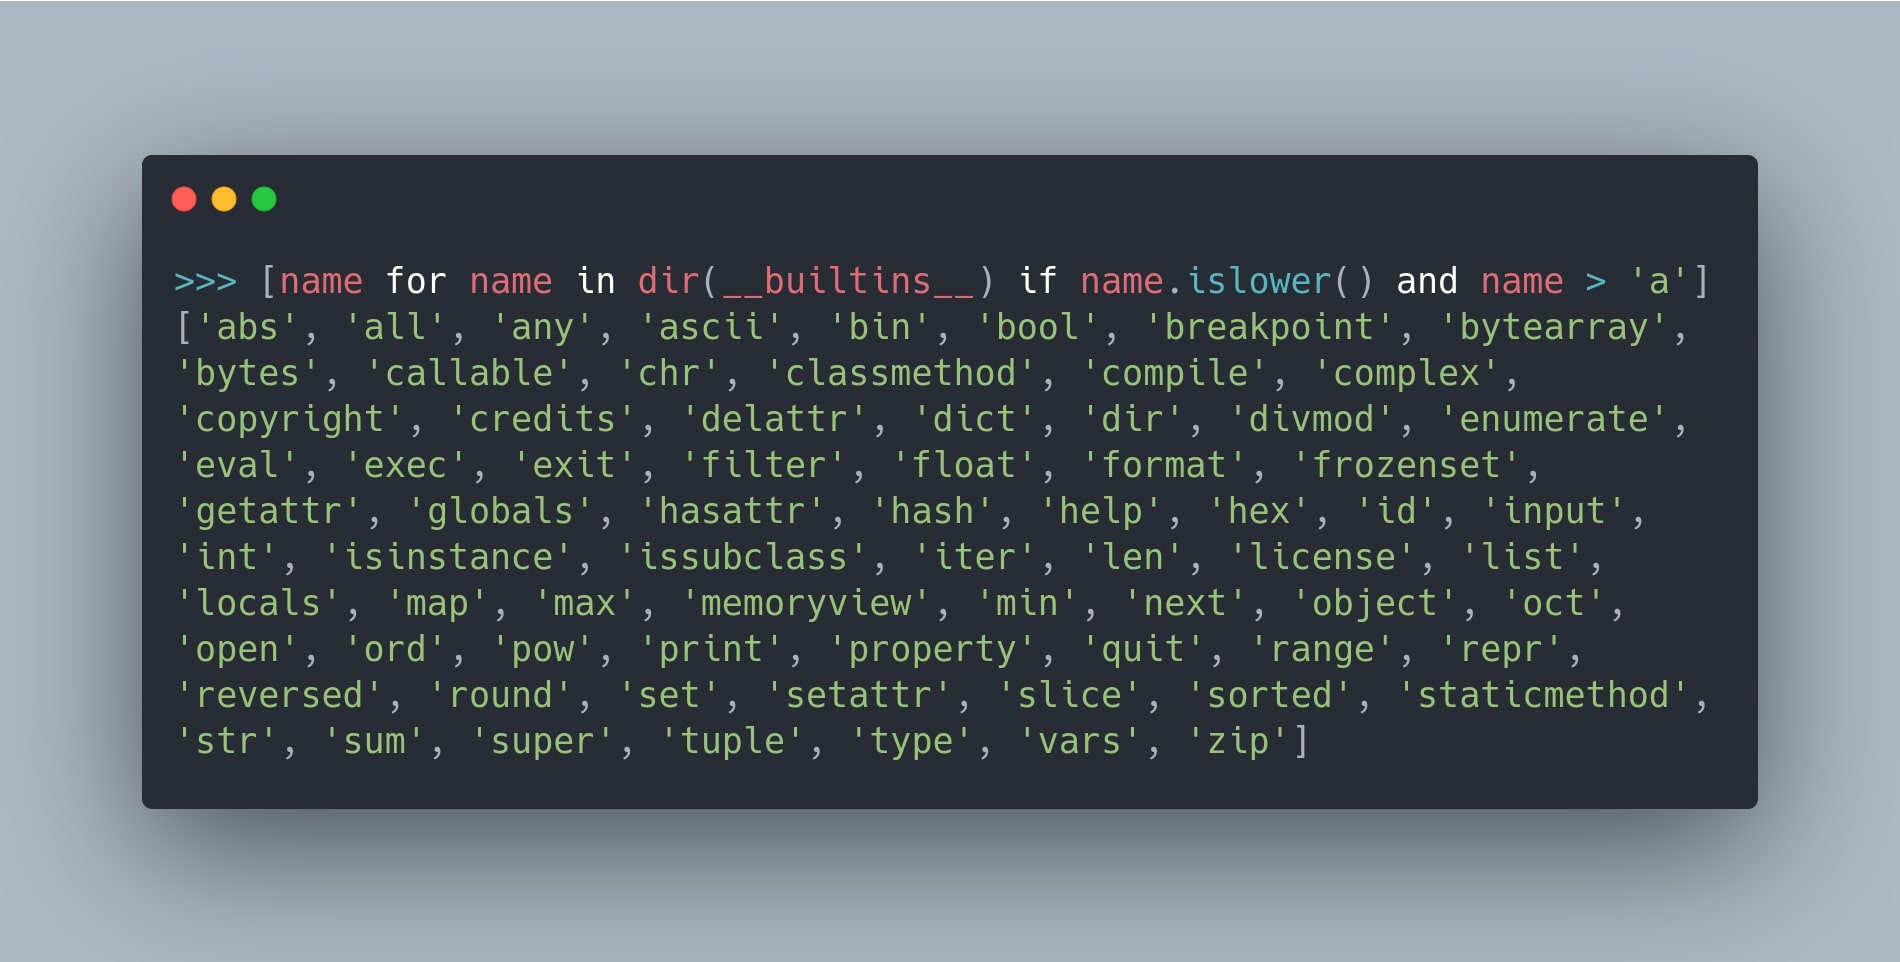 >>> [name for name in dir(__builtins__) if name.islower() and name > 'a']
['abs', 'all', 'any', 'ascii', 'bin', 'bool', 'breakpoint', 'bytearray',
'bytes', 'callable', 'chr', 'classmethod', 'compile', 'complex',
'copyright', 'credits', 'delattr', 'dict', 'dir', 'divmod', 'enumerate',
'eval', 'exec', 'exit', 'filter', 'float', 'format', 'frozenset',
'getattr', 'globals', 'hasattr', 'hash', 'help', 'hex', 'id', 'input',
'int', 'isinstance', 'issubclass', 'iter', 'len', 'license', 'list',
'locals', 'map', 'max', 'memoryview', 'min', 'next', 'object', 'oct',
'open', 'ord', 'pow', 'print', 'property', 'quit', 'range', 'repr',
'reversed', 'round', 'set', 'setattr', 'slice', 'sorted', 'staticmethod',
'str', 'sum', 'super', 'tuple', 'type', 'vars', 'zip']